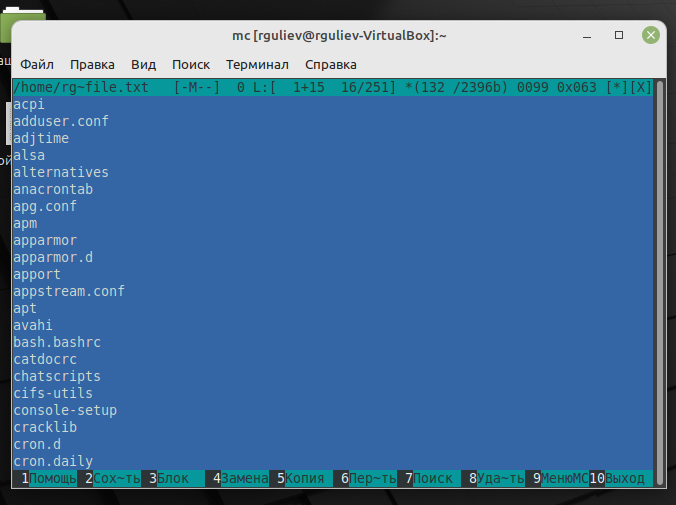 mc [rguliev@rguliev-VirtualBox]:~
Файл Правка Вид Поиск Терминал Справка
/home/rg~file.txt [-M--] 0 L:[ 1+15 16/251] *(132 /2396b) 0099 0x063 [*][X]
acpi
adduser.conf
adjtime
alsa
alternatives
anacrontab
apg.conf
apm
apparmor
apparmor.d
apport
appstream.conf
apt
avahi
bash.bashrc
catdocrc
chatscripts
cifs-utils
console-setup
cracklib
cron.d
cron.daily
1Помощь 2Сох~ть 3Блок 4Замена 5Копия 6Пер~ть 7Поиск 8Уда~ть 9МенюMC 10Выход